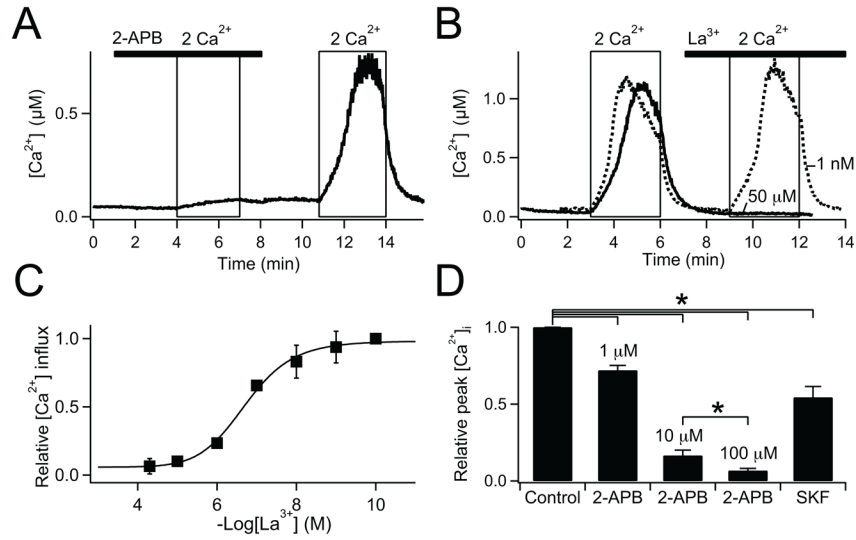 A
2-APB 2 Ca²⁺ 2 Ca²⁺
[Ca²⁺] (μM)
0.5
0.0
0 2 4 6 8 10 12 14
Time (min)
B
2 Ca²⁺ La³⁺ 2 Ca²⁺
[Ca²⁺] (μM)
1.0
0.5
0.0
1 nM
50 μM
0 2 4 6 8 10 12 14
Time (min)
C
Relative [Ca²⁺] influx
1.0
0.5
0.0
4 6 8 10
-Log[La³⁺] (M)
D
Relative peak [Ca²⁺]ᵢ
1.0
0.5
0.0
*
1 μM
*
10 μM
100 μM
Control 2-APB 2-APB 2-APB SKF